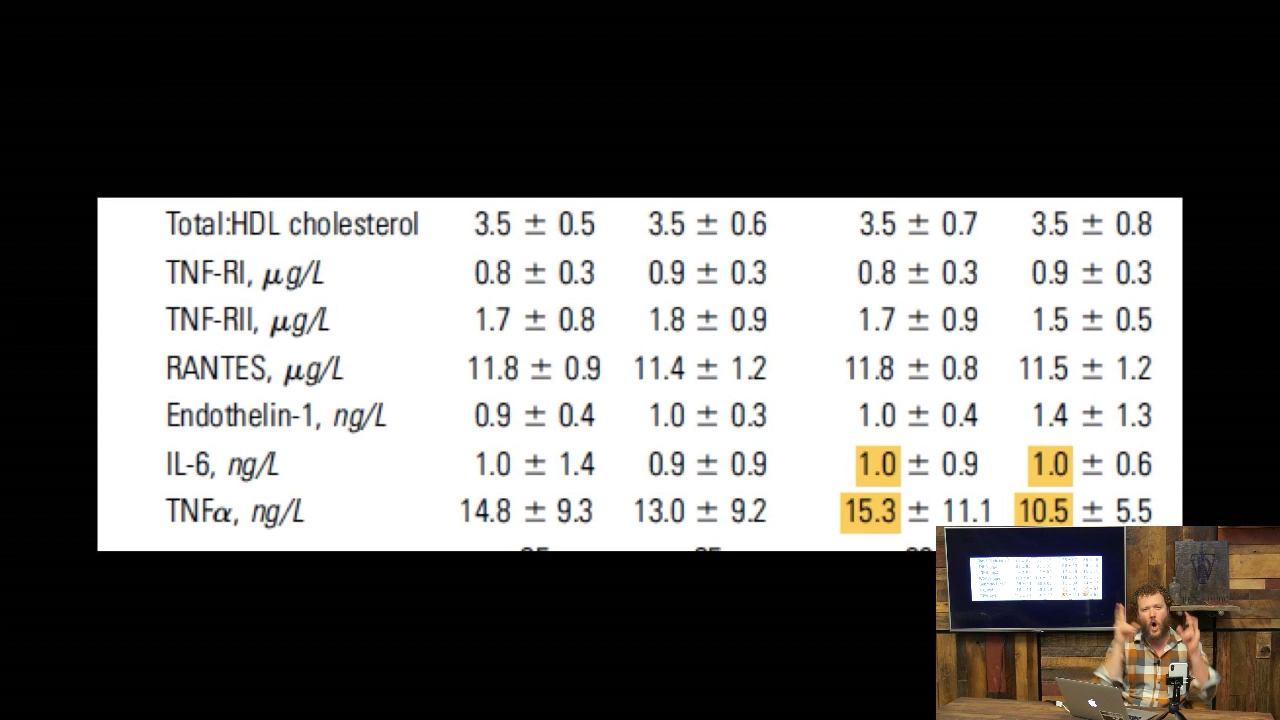 Total:HDL cholesterol 3.5 ± 0.5 3.5 ± 0.6 3.5 ± 0.7 3.5 ± 0.8
TNF-RI, μg/L 0.8 ± 0.3 0.9 ± 0.3 0.8 ± 0.3 0.9 ± 0.3
TNF-RII, μg/L 1.7 ± 0.8 1.8 ± 0.9 1.7 ± 0.9 1.5 ± 0.5
RANTES, μg/L 11.8 ± 0.9 11.4 ± 1.2 11.8 ± 0.8 11.5 ± 1.2
Endothelin-1, ng/L 0.9 ± 0.4 1.0 ± 0.3 1.0 ± 0.4 1.4 ± 1.3
IL-6, ng/L 1.0 ± 1.4 0.9 ± 0.9 1.0 ± 0.9 1.0 ± 0.6
TNFα, ng/L 14.8 ± 9.3 13.0 ± 9.2 15.3 ± 11.1 10.5 ± 5.5